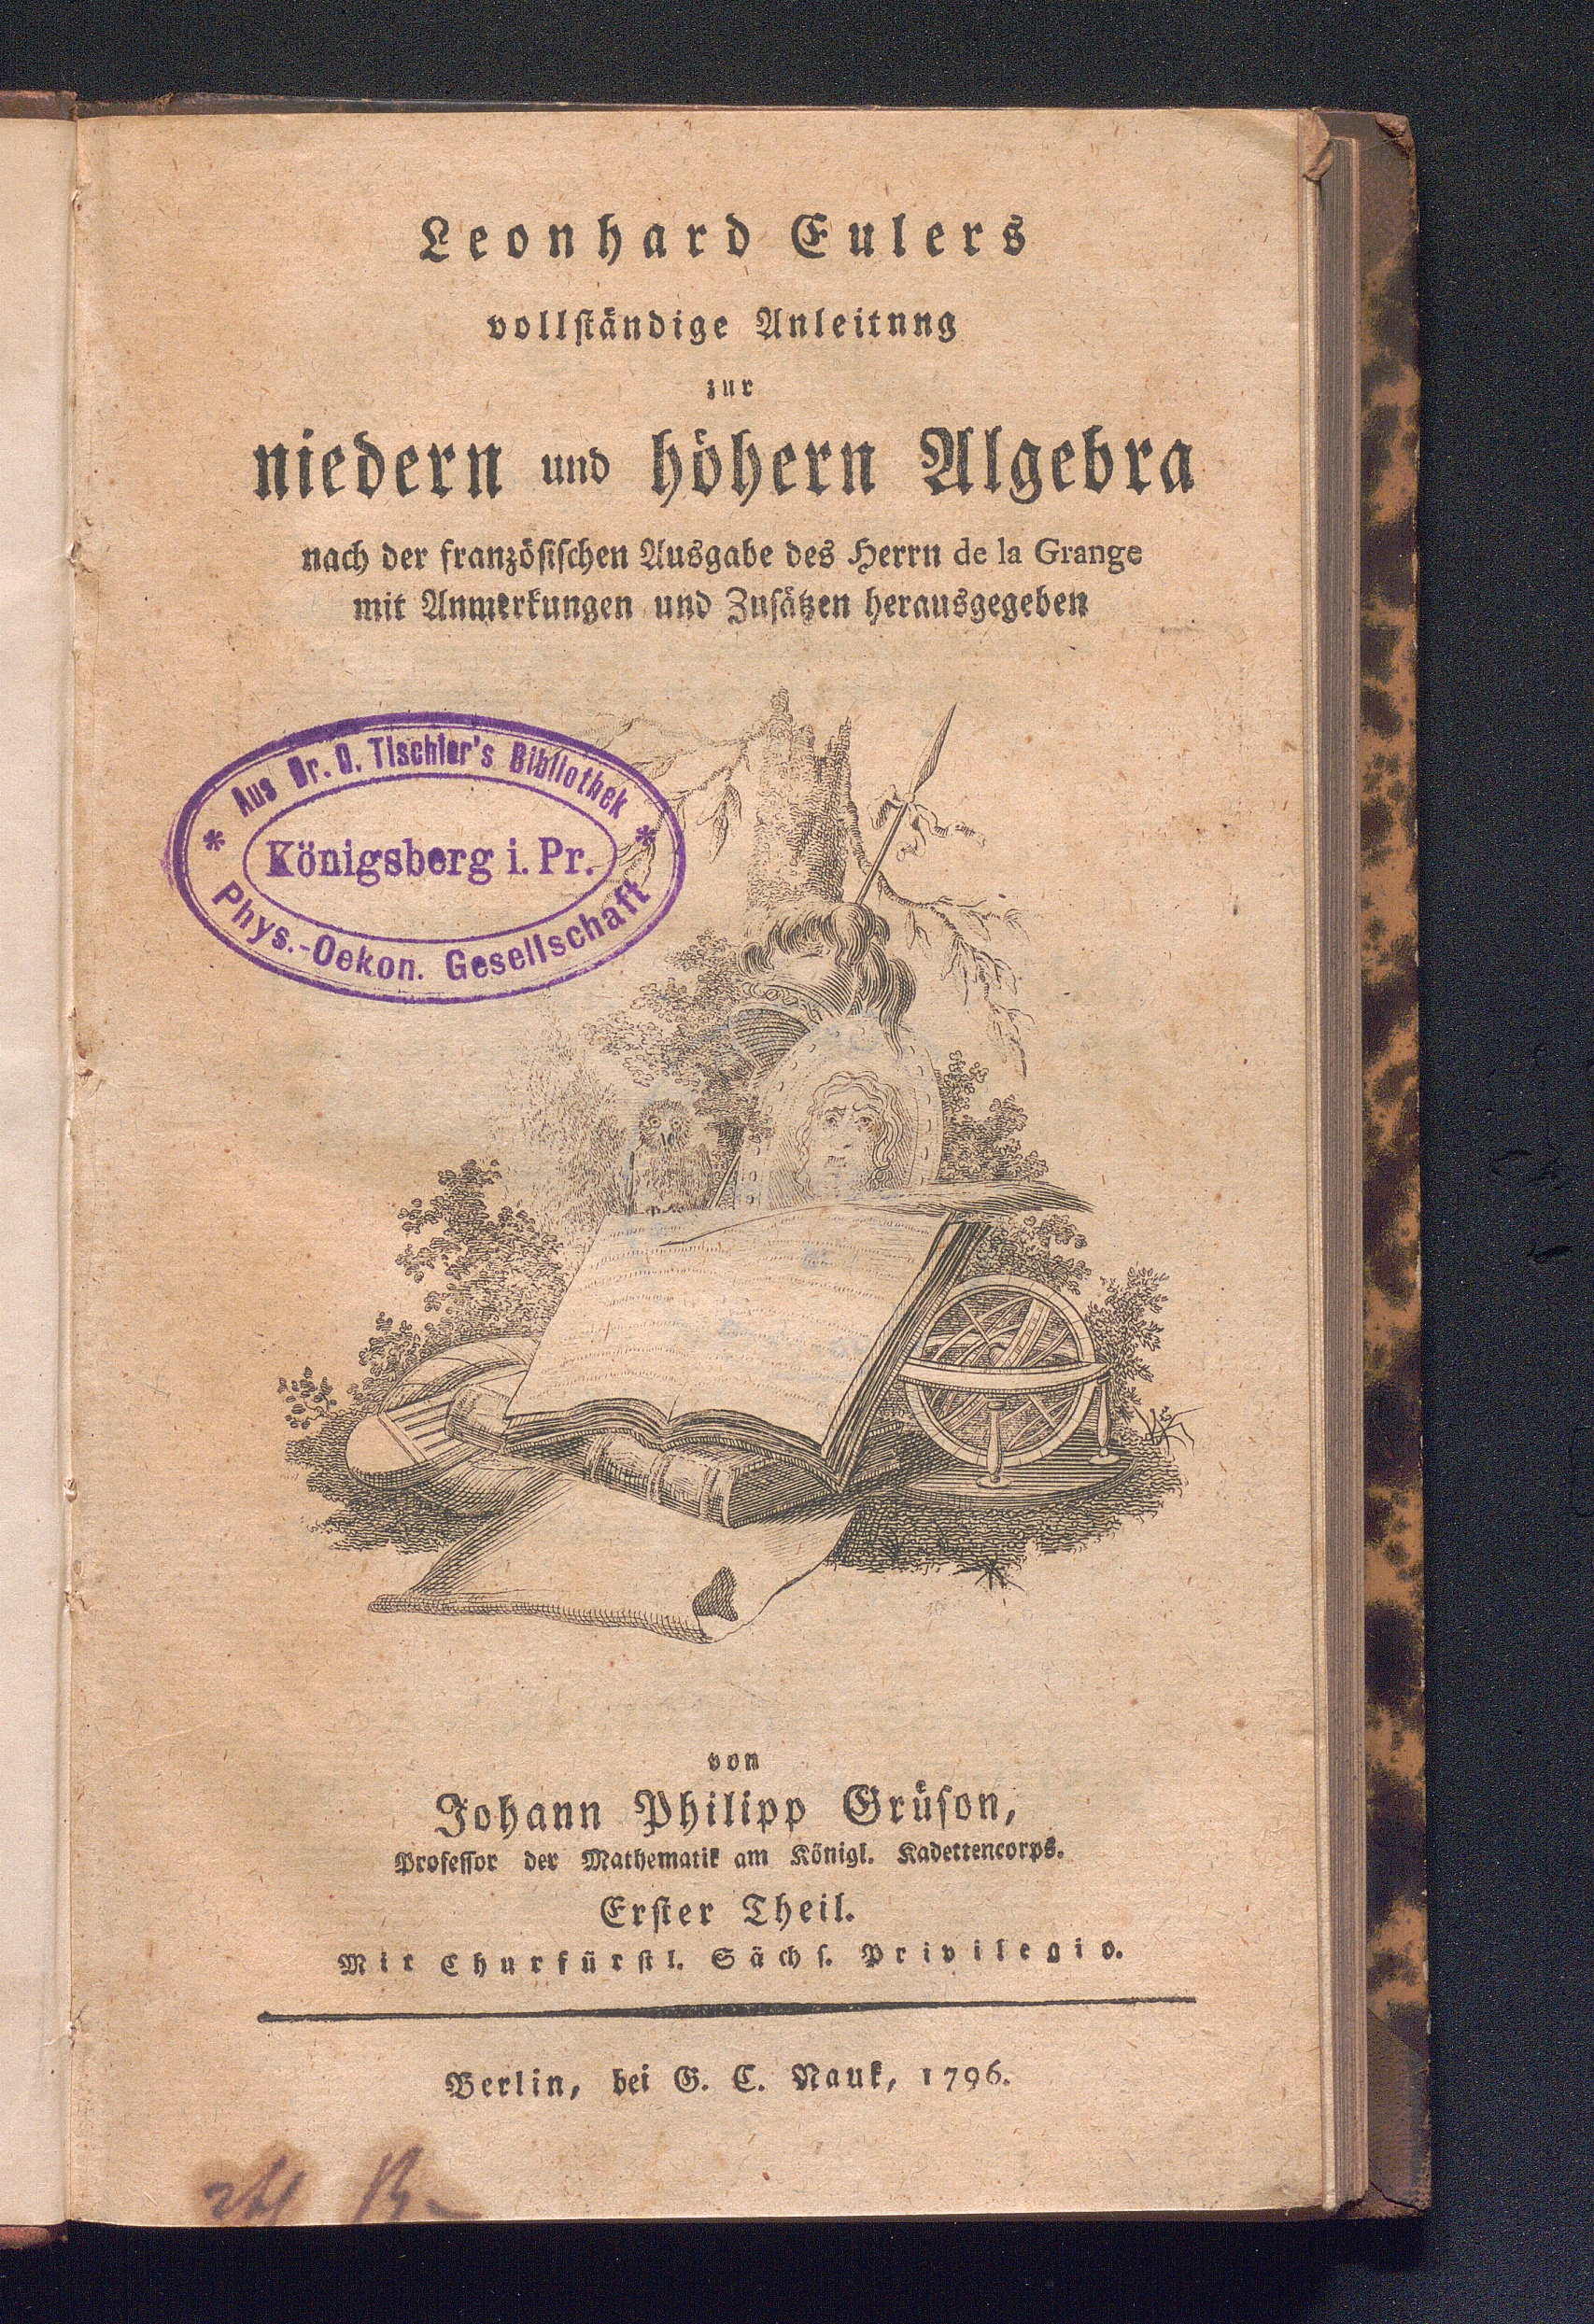 Leonhard Eulers
vollſtändige Anleitnng
zur
niedern und höhern Algebra
nach der franzöſiſchen Ausgabe des Herrn de la Grange
mit Anmerkungen und Zuſätzen herausgegeben
Aus Dr. O. Tischler's Bibliothek
* Königsberg i. Pr. *
Phys.-Oekon. Gesellschaft
von
Johann Philipp Grüſon,
Profeſſor der Mathematik am Königl. Kadettencorps.
Erſter Theil.
Mit Churfürſtl. Sächſ. Privilegio.
Berlin, bei G. C. Nauk, 1796.